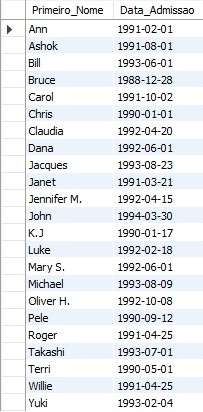 Primeiro_Nome Data_Admissao
Ann 1991-02-01
Ashok 1991-08-01
Bill 1993-06-01
Bruce 1988-12-28
Carol 1991-10-02
Chris 1990-01-01
Claudia 1992-04-20
Dana 1992-06-01
Jacques 1993-08-23
Janet 1991-03-21
Jennifer M. 1992-04-15
John 1994-03-30
K.J 1990-01-17
Luke 1992-02-18
Mary S. 1992-06-01
Michael 1993-08-09
Oliver H. 1992-10-08
Pele 1990-09-12
Roger 1991-04-25
Takashi 1993-07-01
Terri 1990-05-01
Willie 1991-04-25
Yuki 1993-02-04